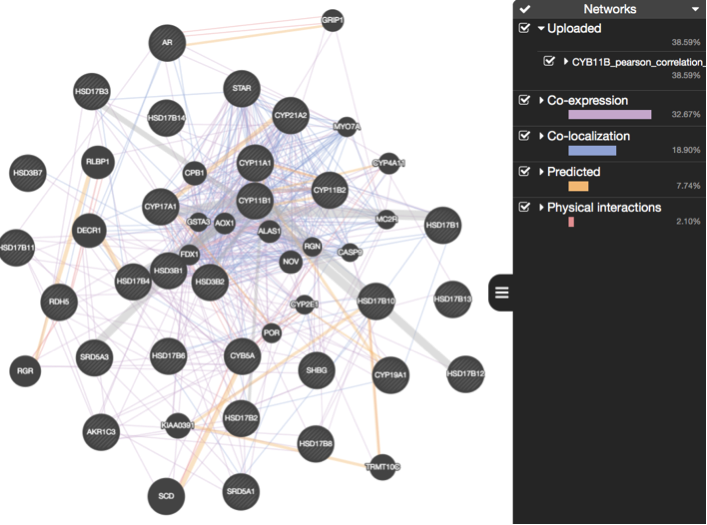 GRIP1
AR
HSD17B3
STAR
HSD17B14
CYP21A2
MYO7A
RLBP1
CYP11A1
CYP4A11
HSD3B7
CPB1
CYP11B2
CYP11B1
CYP17A1
GSTA3
AOX1
MC2R
HSD17B1
DECR1
ALAS1
HSD17B11
FDX1
RGN
CASP9
NOV
HSD3B1
HSD17B4
HSD3B2
RDH5
CYP2E1
HSD17B10
HSD17B13
POR
SRD5A3
HSD17B6
CYB5A
RGR
SHBG
CYP19A1
HSD17B12
AKR1C3
KIAA0391
HSD17B2
HSD17B8
TRMT10C
SCD
SRD5A1
Networks
Uploaded
38.59%
CYB11B_pearson_correlation_
38.59%
Co-expression
32.67%
Co-localization
18.90%
Predicted
7.74%
Physical interactions
2.10%